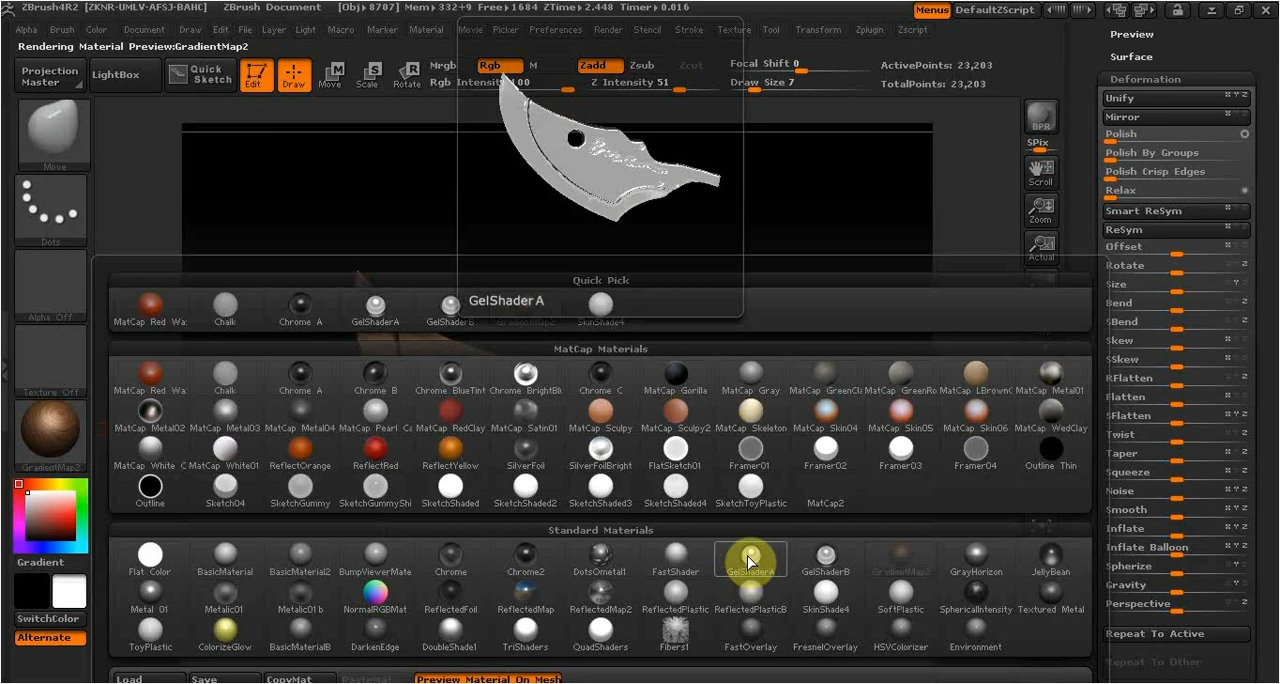 ZBrush4R2 [ZKNR-UMLV-AFSJ-BAHC] ZBrush Document [Obj▸ 8707] Mem▸332+9 Free▸1684 ZTime▸2.448 Timer▸0.016 Menus DefaultZScript
Alpha Brush Color Document Draw Edit File Layer Light Macro Marker Material Movie Picker Preferences Render Stencil Stroke Texture Tool Transform Zplugin Zscript
Rendering Material Preview:GradientMap2
Projection Master LightBox Quick Sketch Edit Draw Move Scale Rotate
Mrgb Rgb M Zadd Zsub Zcut Focal Shift 0 ActivePoints: 23,203
Rgb Intensity 100 Z Intensity 51 Draw Size 7 TotalPoints: 23,203
Move
Dots
Alpha Off
Texture Off
GradientMap2
Gradient
SwitchColor
Alternate
BPR
SPix
Scroll
Zoom
Actual
Quick Pick
MatCap Red Wa: Chalk Chrome A GelShaderA GelShaderB GradientMap2 SkinShade4
GelShader A
MatCap Materials
MatCap Red Wa: Chalk Chrome A Chrome B Chrome BlueTint Chrome BrightBl Chrome C MatCap Gorilla MatCap Gray MatCap GreenCla MatCap GreenRo MatCap LBrownC MatCap Metal01
MatCap Metal02 MatCap Metal03 MatCap Metal04 MatCap Pearl Ca MatCap RedClay MatCap Satin01 MatCap Sculpy MatCap Sculpy2 MatCap Skeleton MatCap Skin04 MatCap Skin05 MatCap Skin06 MatCap WedClay
MatCap White C MatCap White01 ReflectOrange ReflectRed ReflectYellow SilverFoil SilverFoilBright FlatSketch01 Framer01 Framer02 Framer03 Framer04 Outline Thin
Outline Sketch04 SketchGummy SketchGummyShi SketchShaded SketchShaded2 SketchShaded3 SketchShaded4 SketchToyPlastic MatCap2
Standard Materials
Flat Color BasicMaterial BasicMaterial2 BumpViewerMate Chrome Chrome2 DotsOmetal1 FastShader GelShaderA GelShaderB GradientMap2 GrayHorizon JellyBean
Metal 01 Metalic01 Metalic01 b NormalRGBMat ReflectedFoil ReflectedMap ReflectedMap2 ReflectedPlastic ReflectedPlasticB SkinShade4 SoftPlastic SphericalIntensity Textured Metal
ToyPlastic ColorizeGlow BasicMaterialB DarkenEdge DoubleShade1 TriShaders QuadShaders Fibers1 FastOverlay FresnelOverlay HSVColorizer Environment
Load Save CopyMat PasteMat Preview Material On Mesh
Preview
Surface
Deformation
Unify
Mirror
Polish
Polish By Groups
Polish Crisp Edges
Relax
Smart ReSym
ReSym
Offset
Rotate
Size
Bend
SBend
Skew
SSkew
RFlatten
Flatten
SFlatten
Twist
Taper
Squeeze
Noise
Smooth
Inflate
Inflate Balloon
Spherize
Gravity
Perspective
Repeat To Active
Repeat To Other